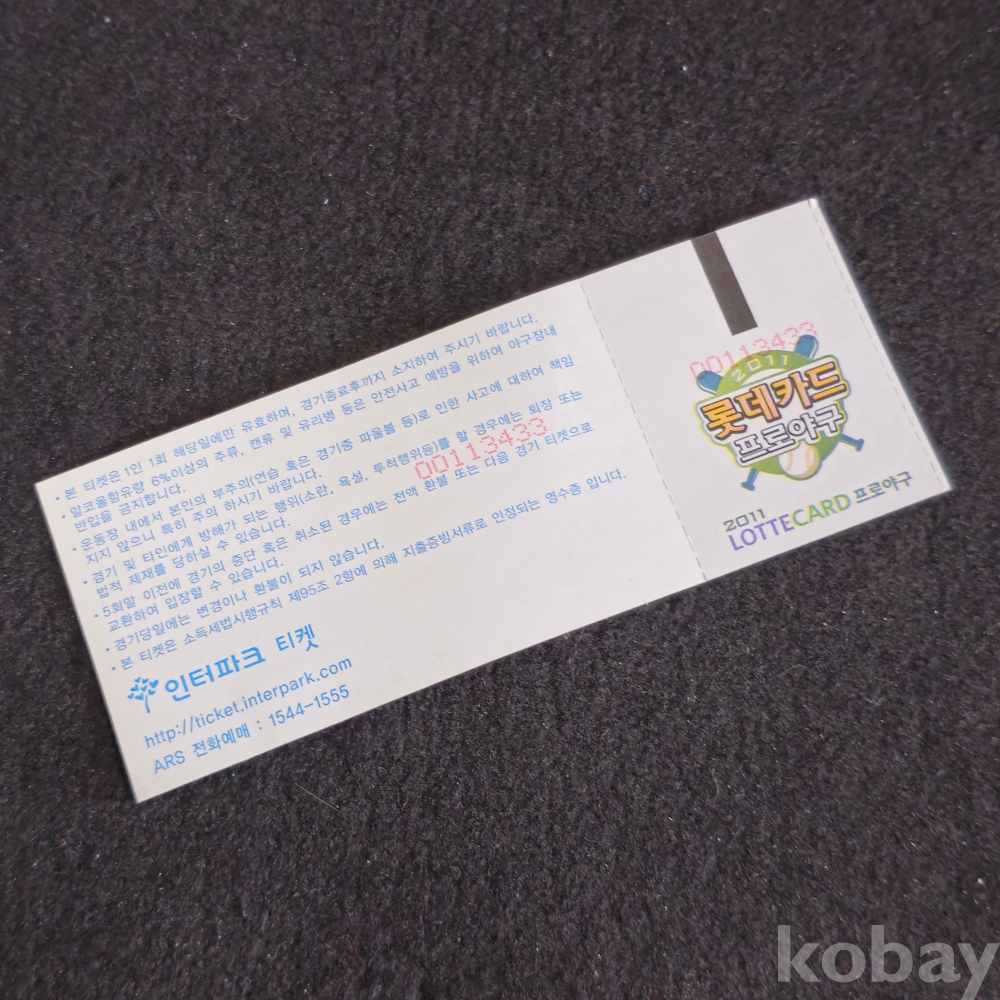 • 본 티켓은 1인 1회 해당일에만 유효하며, 경기종료후까지 소지하여 주시기 바랍니다.
• 알코올함유량 6%이상의 주류, 캔류 및 유리병 등은 안전사고 예방을 위하여 야구장내
반입을 금지합니다.
• 운동장 내에서 본인의 부주의(연습 혹은 경기중 파울볼 등)로 인한 사고에 대하여 책임
지지 않으니 특히 주의 하시기 바랍니다.
• 경기 및 타인에게 방해가 되는 행위(소란, 욕설, 투척행위등)를 할 경우에는 퇴장 또는
법적 제재를 당하실 수 있습니다.
• 5회말 이전에 경기의 중단 혹은 취소된 경우에는 전액 환불 또는 다음 경기 티켓으로
교환하여 입장할 수 있습니다.
• 경기당일에는 변경이나 환불이 되지 않습니다.
• 본 티켓은 소득세법시행규칙 제95조 2항에 의해 지출증빙서류로 인정되는 영수증 입니다.
00113433
인터파크 티켓
http://ticket.interpark.com
ARS 전화예매 : 1544-1555
00113433
2011
롯데카드
프로야구
2011
LOTTECARD 프로야구
kobay